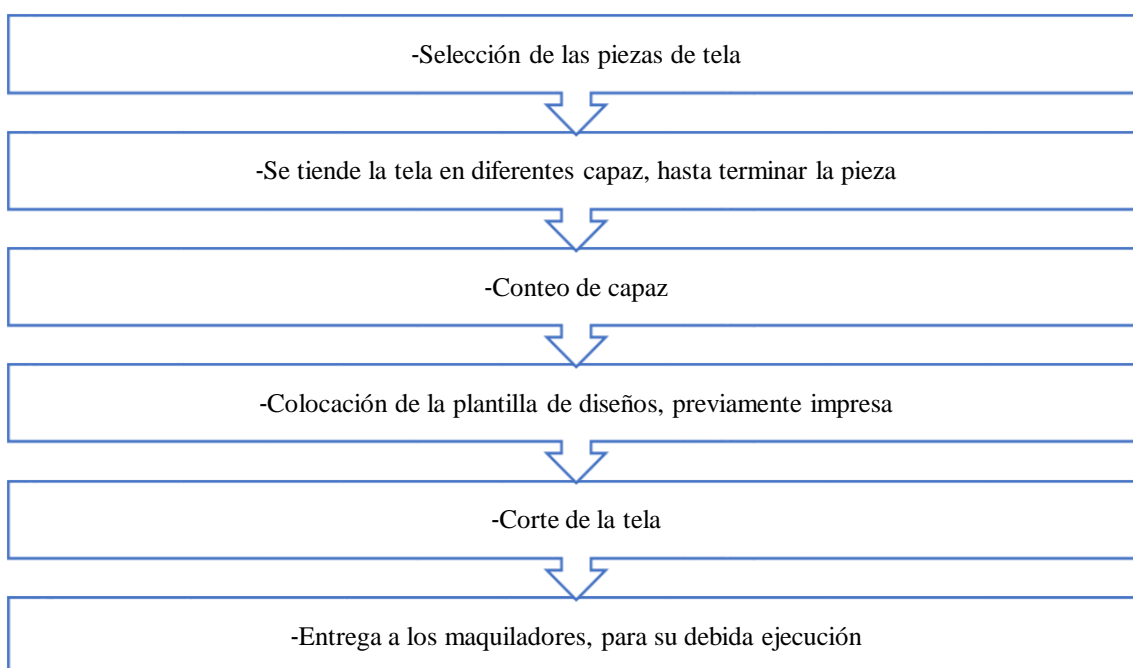 -Selección de las piezas de tela
-Se tiende la tela en diferentes capaz, hasta terminar la pieza
-Conteo de capaz
-Colocación de la plantilla de diseños, previamente impresa
-Corte de la tela
-Entrega a los maquiladores, para su debida ejecución